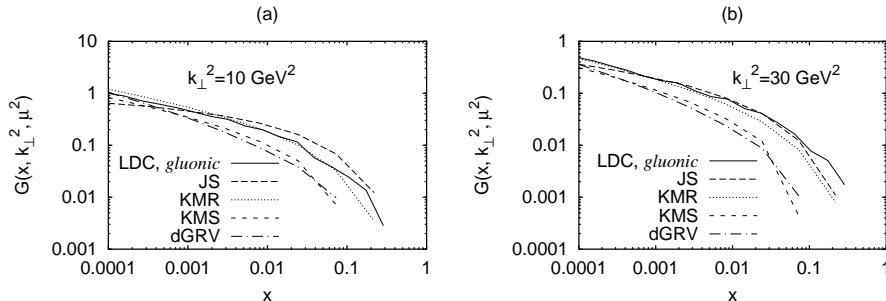 (a)
G(x, k⊥², μ²)
10
1
0.1
0.01
0.001
k⊥²=10 GeV²
LDC, gluonic
JS
KMR
KMS
dGRV
0.0001 0.001 0.01 0.1 1
x
(b)
G(x, k⊥², μ²)
1
0.1
0.01
0.001
0.0001
k⊥²=30 GeV²
LDC, gluonic
JS
KMR
KMS
dGRV
0.0001 0.001 0.01 0.1 1
x